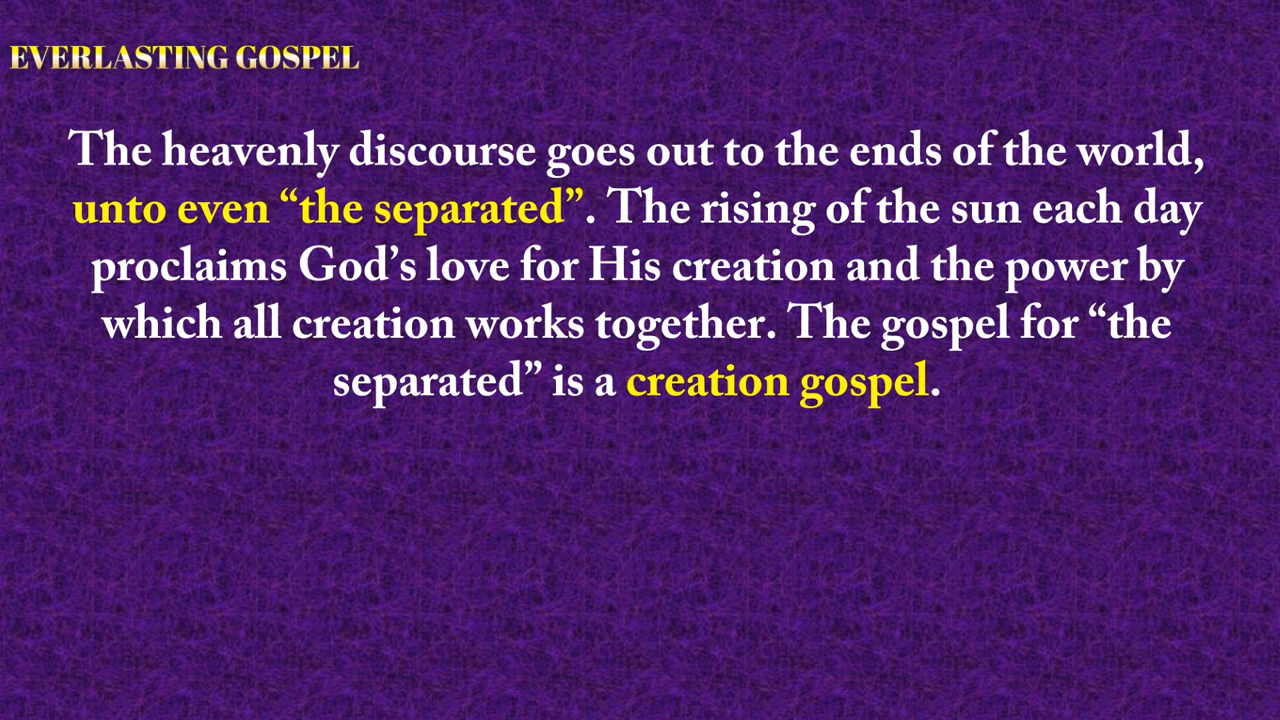 EVERLASTING GOSPEL
The heavenly discourse goes out to the ends of the world,
unto even “the separated”. The rising of the sun each day
proclaims God’s love for His creation and the power by
which all creation works together. The gospel for “the
separated” is a creation gospel.